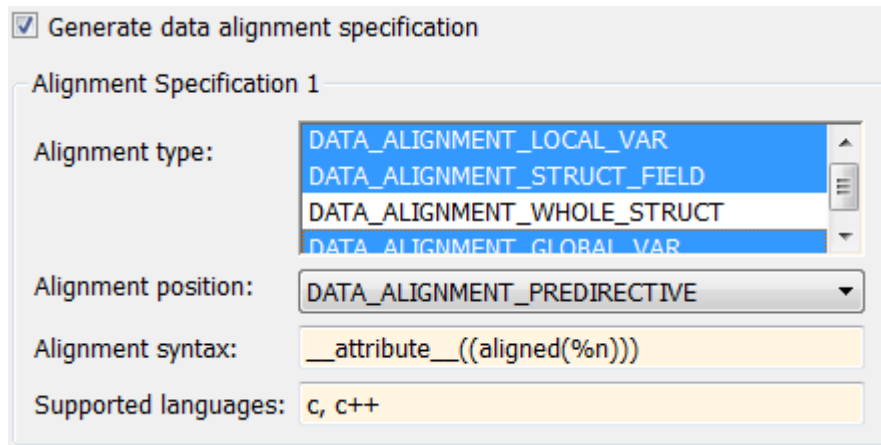 Generate data alignment specification
Alignment Specification 1
Alignment type:
DATA_ALIGNMENT_LOCAL_VAR
DATA_ALIGNMENT_STRUCT_FIELD
DATA_ALIGNMENT_WHOLE_STRUCT
DATA_ALIGNMENT_GLOBAL_VAR
Alignment position: DATA_ALIGNMENT_PREDIRECTIVE
Alignment syntax: __attribute__((aligned(%n)))
Supported languages: c, c++